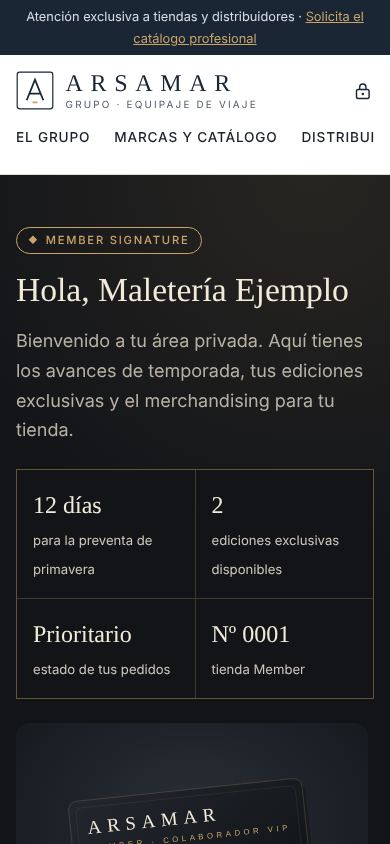 Atención exclusiva a tiendas y distribuidores · Solicita el
catálogo profesional
ARSAMAR
GRUPO · EQUIPAJE DE VIAJE
EL GRUPO MARCAS Y CATÁLOGO DISTRIBUI
MEMBER SIGNATURE
Hola, Maletería Ejemplo
Bienvenido a tu área privada. Aquí tienes
los avances de temporada, tus ediciones
exclusivas y el merchandising para tu
tienda.
12 días
para la preventa de
primavera
2
ediciones exclusivas
disponibles
Prioritario
estado de tus pedidos
Nº 0001
tienda Member
ARSAMAR
· COLABORADOR VIP